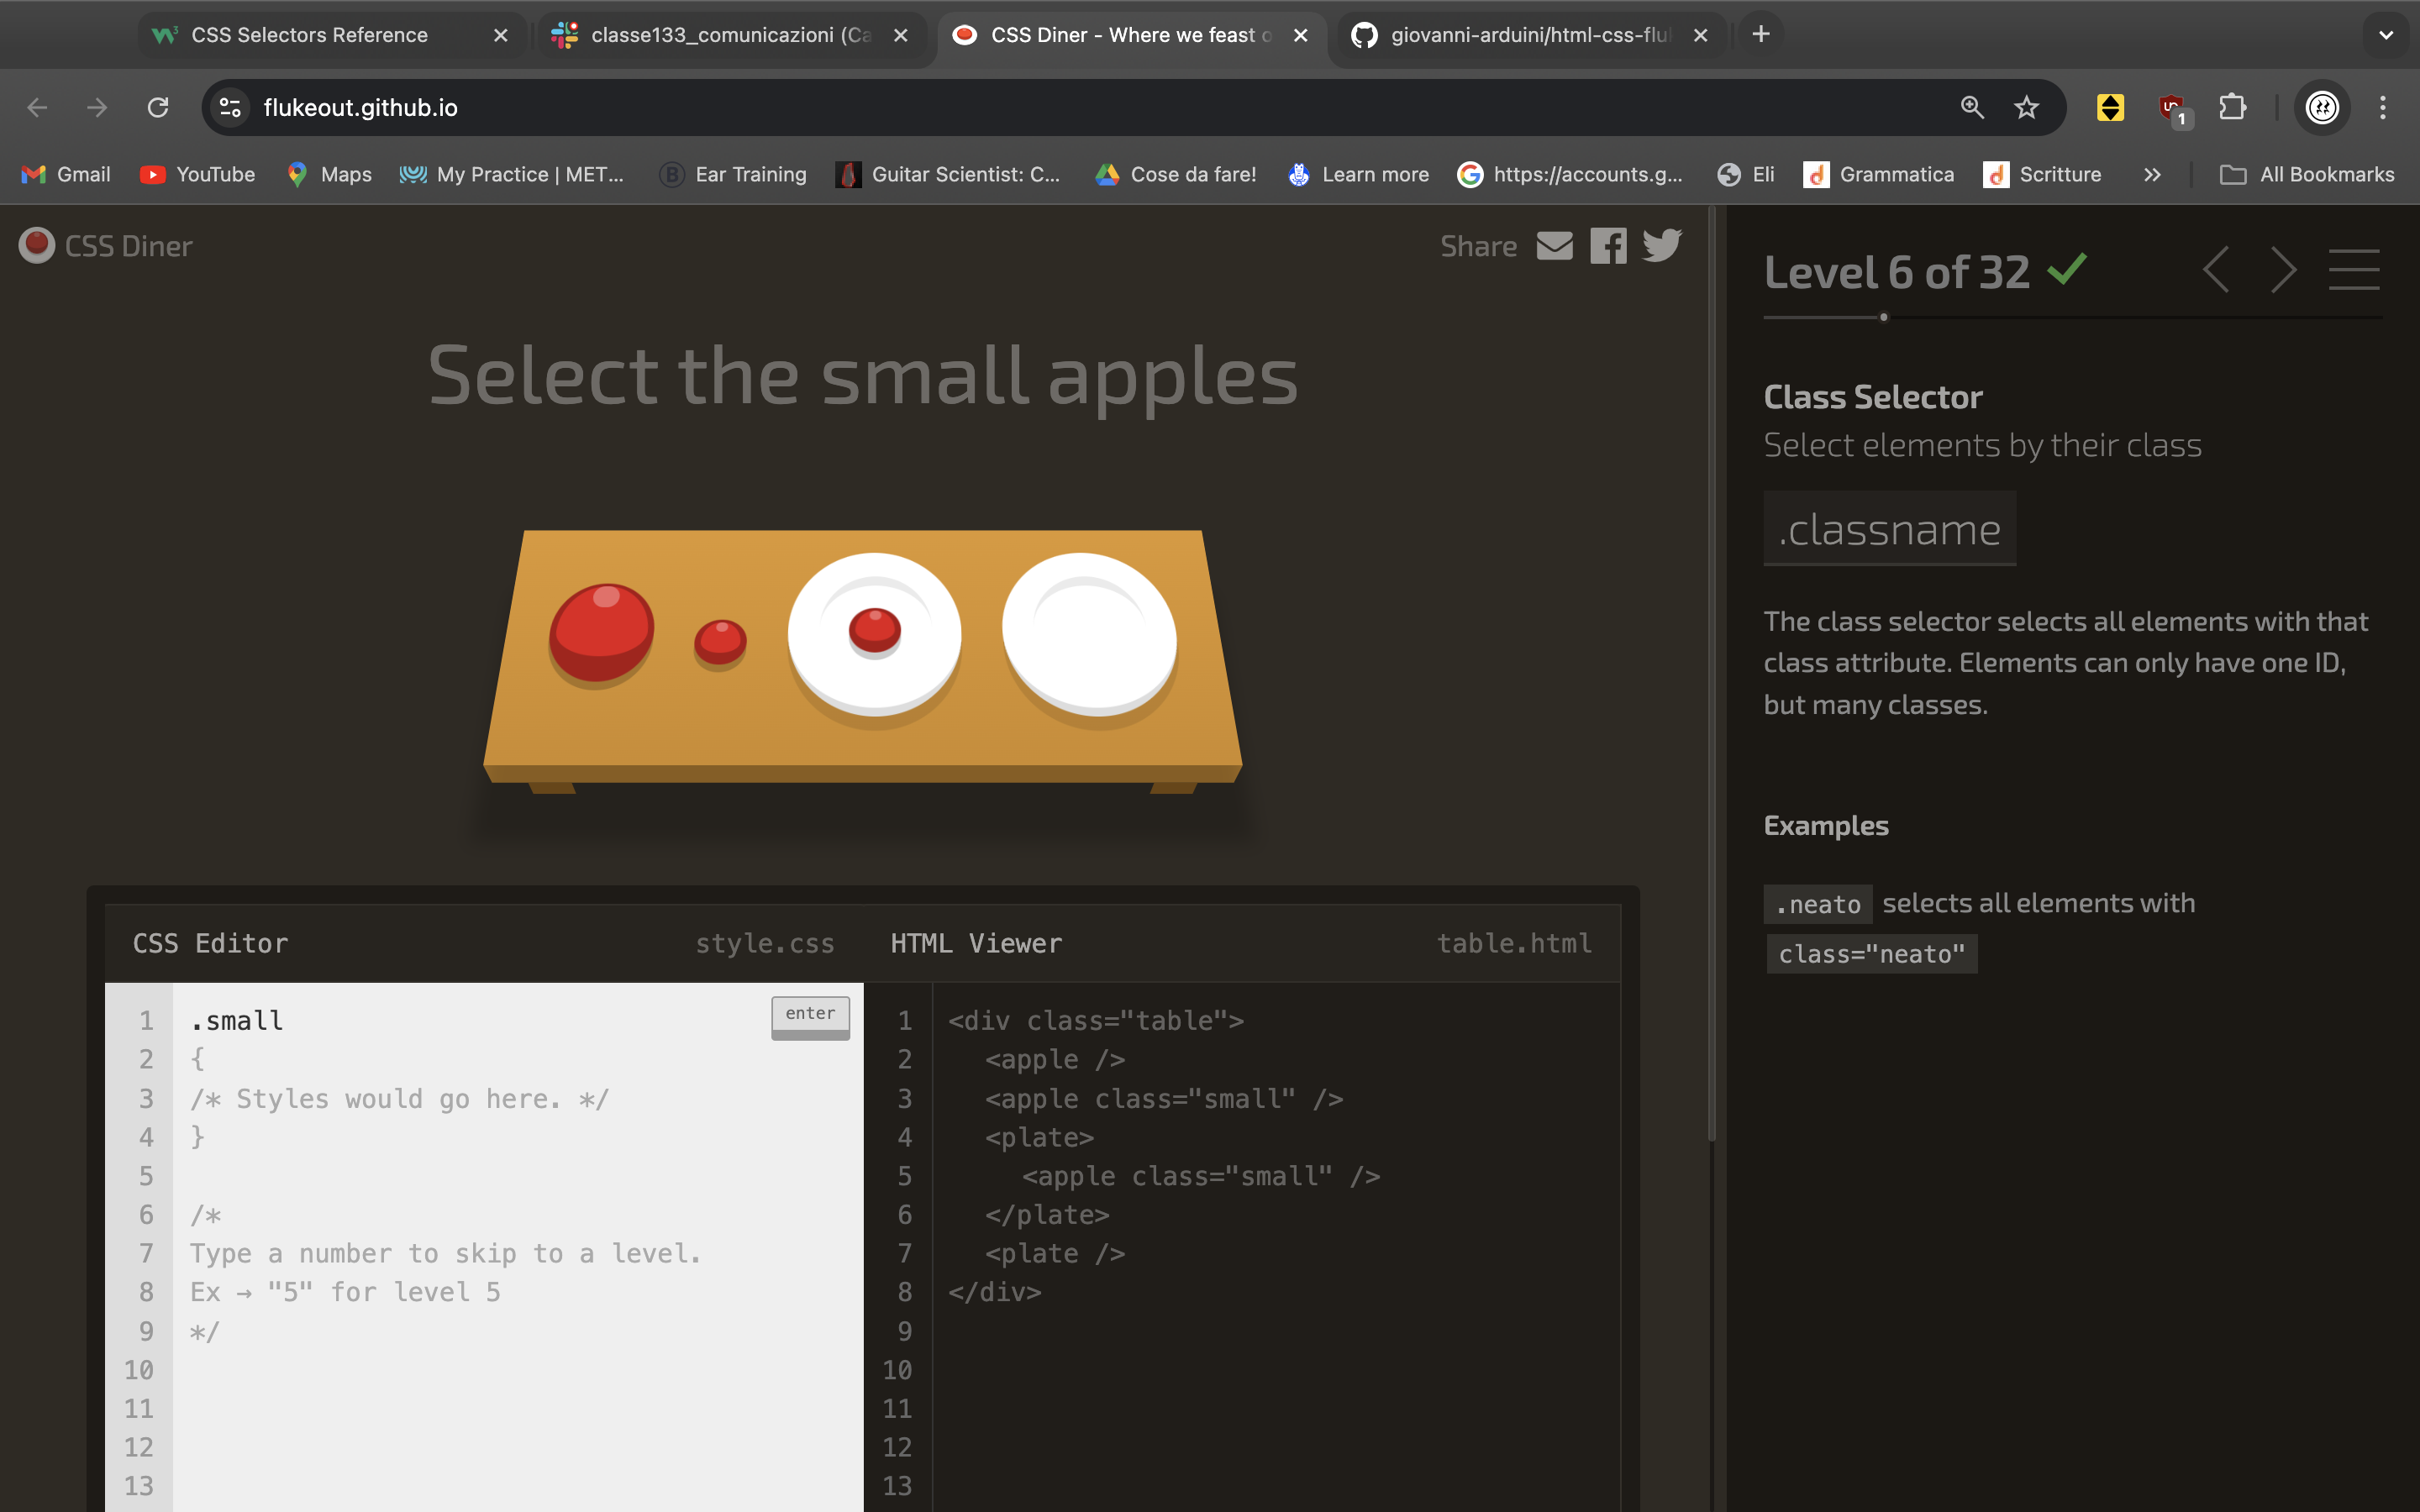 CSS Selectors Reference
classe133_comunicazioni (Ca
CSS Diner - Where we feast o
giovanni-arduini/html-css-flu
flukeout.github.io
1
Gmail
YouTube
Maps
My Practice | MET...
Ear Training
Guitar Scientist: C...
Cose da fare!
Learn more
https://accounts.g...
Eli
Grammatica
Scritture
All Bookmarks
CSS Diner
Share
Select the small apples
CSS Editor
style.css
1 .small
2 {
3 /* Styles would go here. */
4 }
5
6 /*
7 Type a number to skip to a level.
8 Ex → "5" for level 5
9 */
10
11
12
13
enter
HTML Viewer
table.html
1 <div class="table">
2 <apple />
3 <apple class="small" />
4 <plate>
5 <apple class="small" />
6 </plate>
7 <plate />
8 </div>
9
10
11
12
13
Level 6 of 32
Class Selector
Select elements by their class
.classname
The class selector selects all elements with that
class attribute. Elements can only have one ID,
but many classes.
Examples
.neato selects all elements with
class="neato"